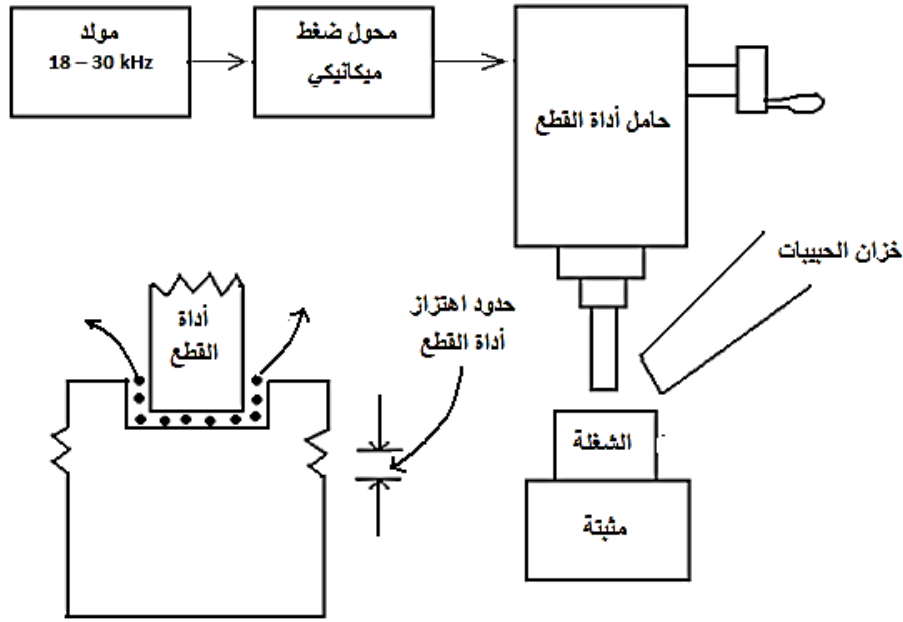 مولد
18 – 30 kHz
محول ضغط
ميكانيكي
حامل أداة القطع
خزان الحبيبات
أداة
القطع
حدود اهتزاز
أداة القطع
الشغلة
مثبتة